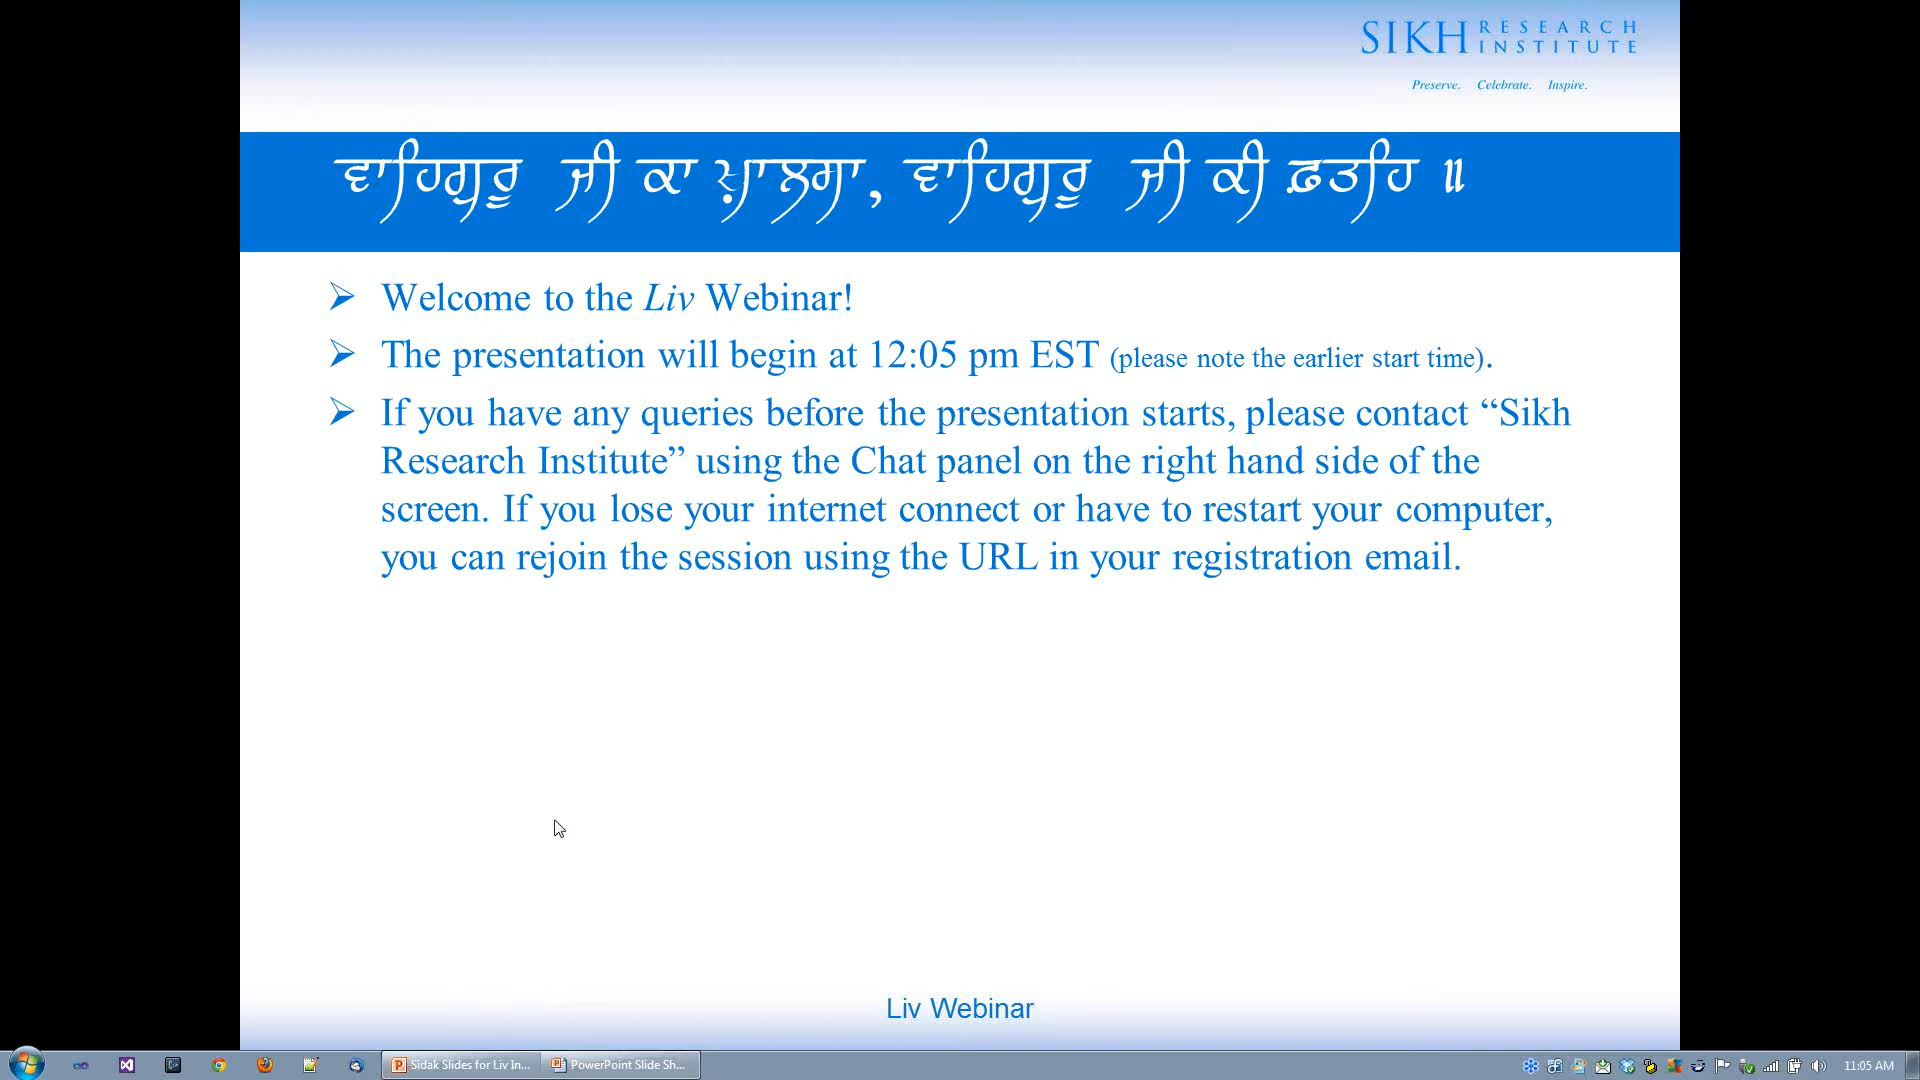 SIKH RESEARCH INSTITUTE
Preserve. Celebrate. Inspire.
ਵਾਹਿਗੁਰੂ ਜੀ ਕਾ ਖ਼ਾਲਸਾ, ਵਾਹਿਗੁਰੂ ਜੀ ਕੀ ਫ਼ਤਹਿ ॥
Welcome to the Liv Webinar!
The presentation will begin at 12:05 pm EST (please note the earlier start time).
If you have any queries before the presentation starts, please contact “Sikh
Research Institute” using the Chat panel on the right hand side of the
screen. If you lose your internet connect or have to restart your computer,
you can rejoin the session using the URL in your registration email.
Liv Webinar
Sidak Slides for Liv In... PowerPoint Slide Sh... 11:05 AM